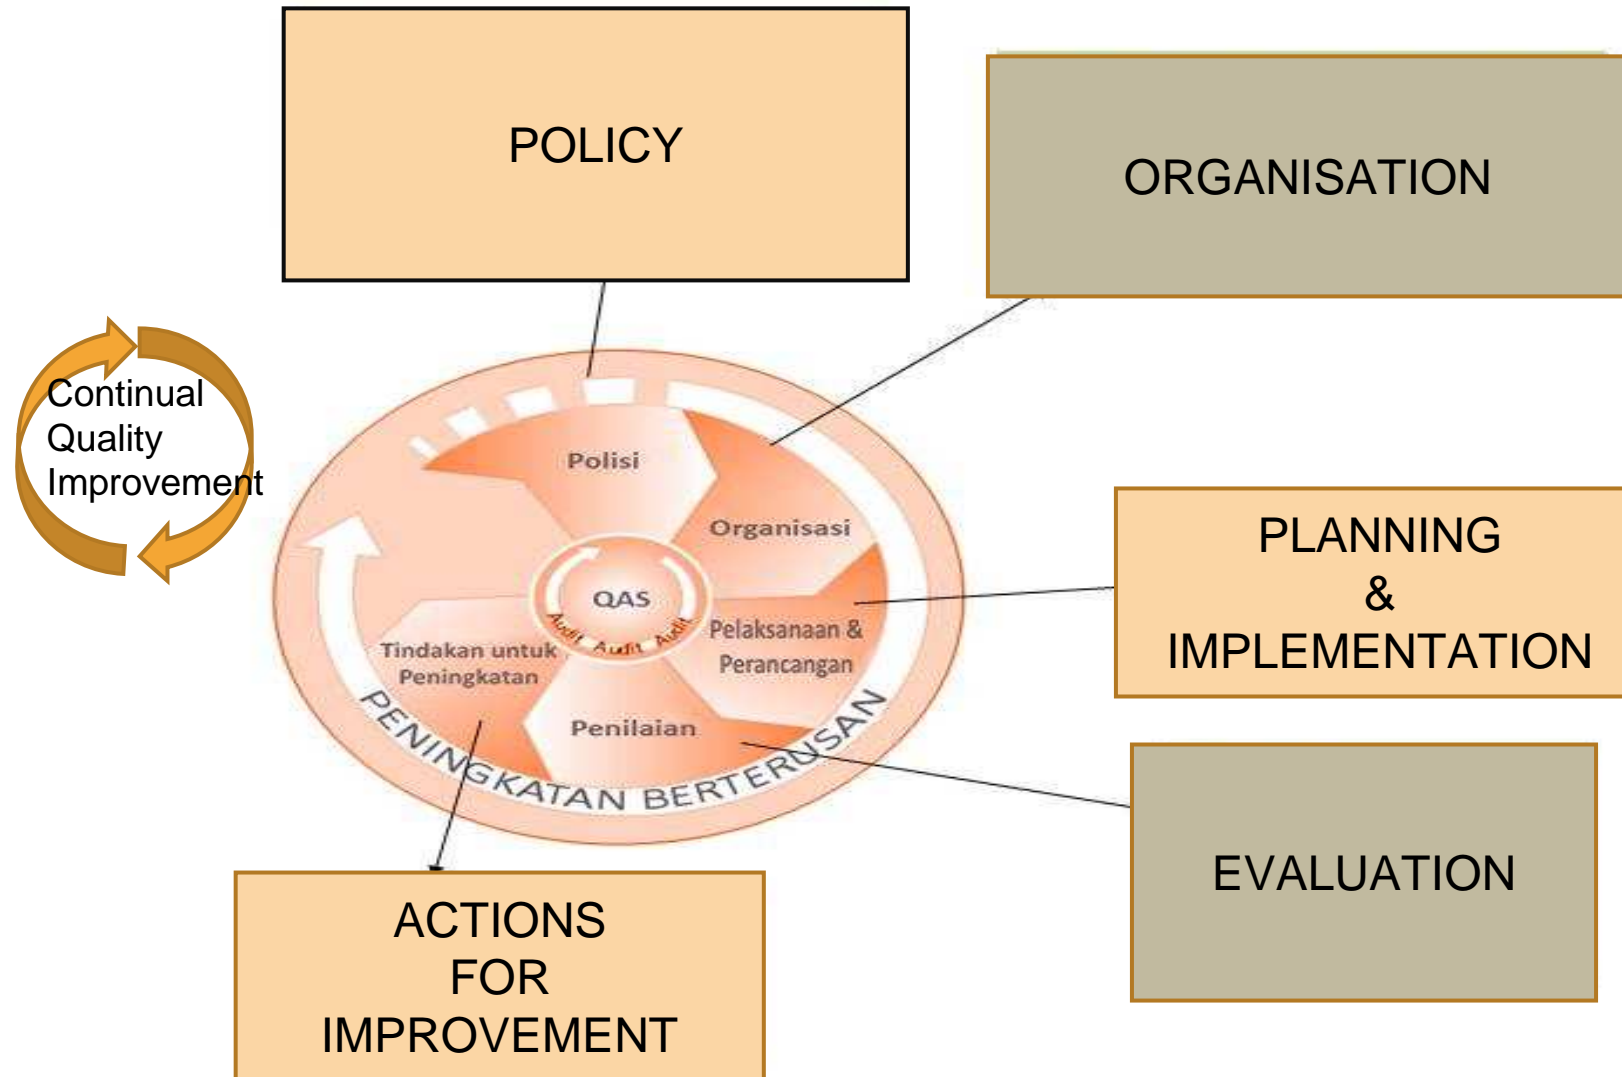 POLICY
ORGANISATION
Continual
Quality
Improvement
Polisi
Organisasi
PLANNING
&
IMPLEMENTATION
QAS
Audit Audit Audit
Pelaksanaan &
Perancangan
Tindakan untuk
Peningkatan
Penilaian
PENINGKATAN BERTERUSAN
EVALUATION
ACTIONS
FOR
IMPROVEMENT